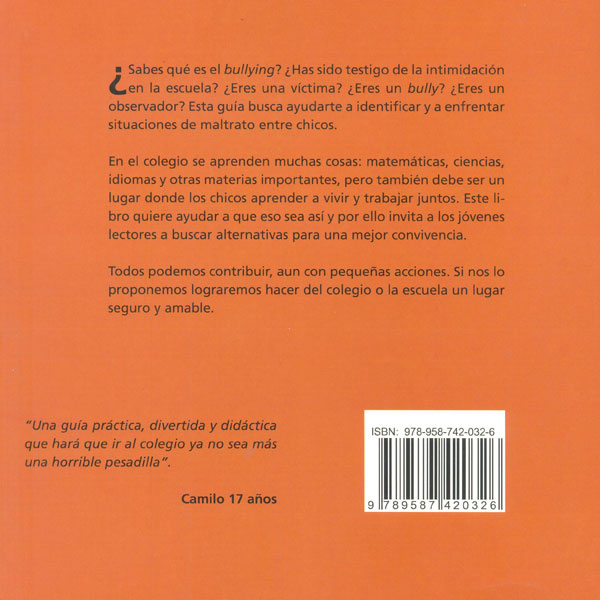 ¿Sabes qué es el bullying? ¿Has sido testigo de la intimidación
en la escuela? ¿Eres una víctima? ¿Eres un bully? ¿Eres un
observador? Esta guía busca ayudarte a identificar y a enfrentar
situaciones de maltrato entre chicos.
En el colegio se aprenden muchas cosas: matemáticas, ciencias,
idiomas y otras materias importantes, pero también debe ser un
lugar donde los chicos aprender a vivir y trabajar juntos. Este li-
bro quiere ayudar a que eso sea así y por ello invita a los jóvenes
lectores a buscar alternativas para una mejor convivencia.
Todos podemos contribuir, aun con pequeñas acciones. Si nos lo
proponemos lograremos hacer del colegio o la escuela un lugar
seguro y amable.
“Una guía práctica, divertida y didáctica
que hará que ir al colegio ya no sea más
una horrible pesadilla”.
Camilo 17 años
ISBN: 978-958-742-032-6
9 789587 420326